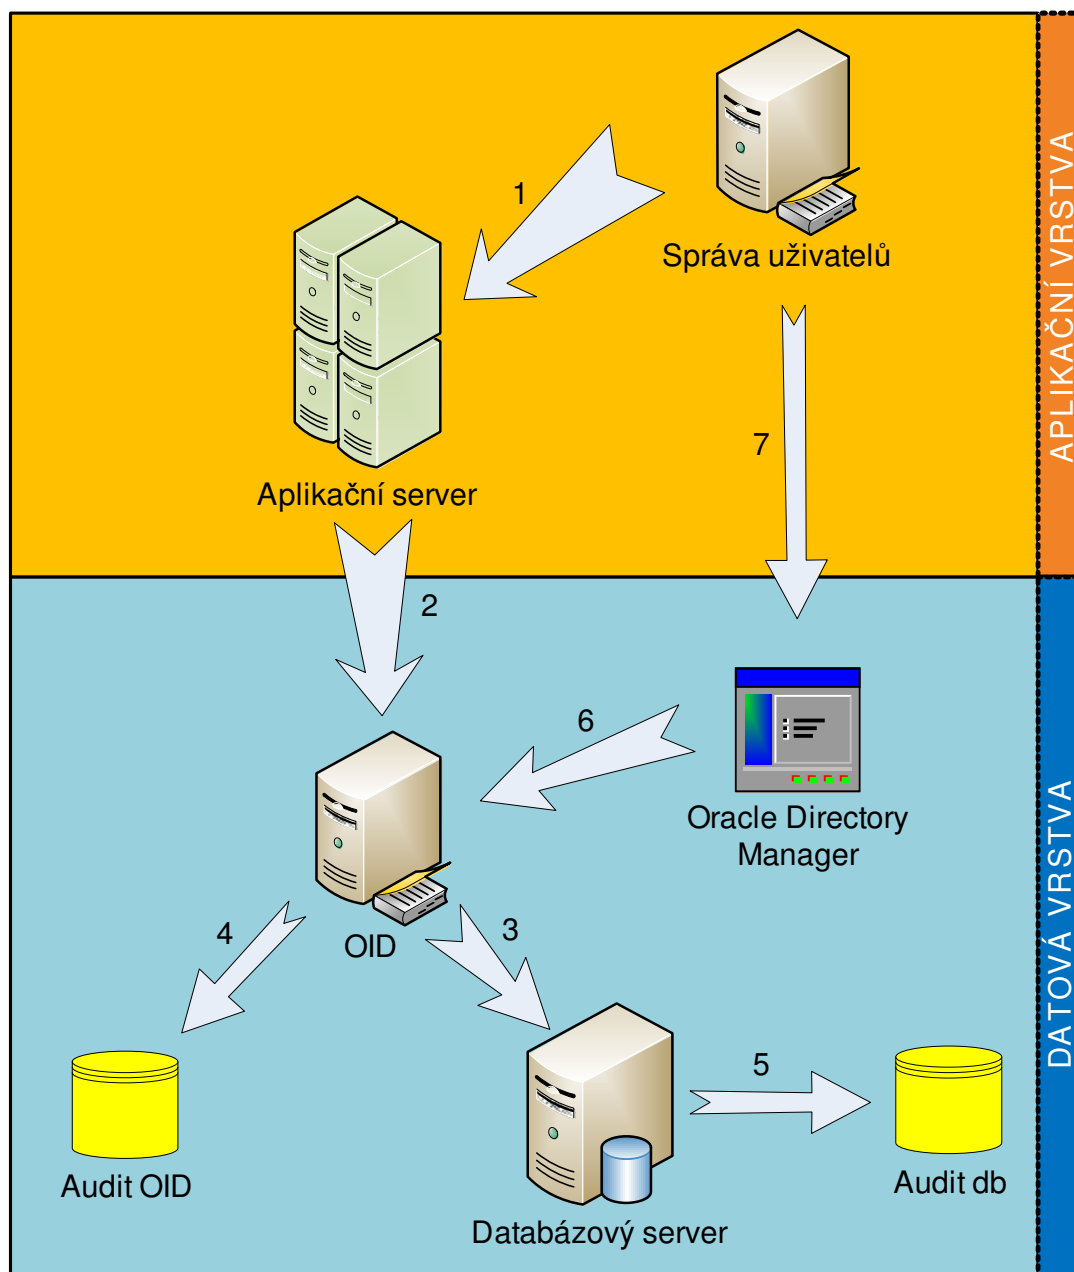 1
Správa uživatelů
APLIKAČNÍ VRSTVA
7
Aplikační server
2
6
Oracle Directory
Manager
DATOVÁ VRSTVA
4
3
OID
5
Audit OID
Audit db
Databázový server